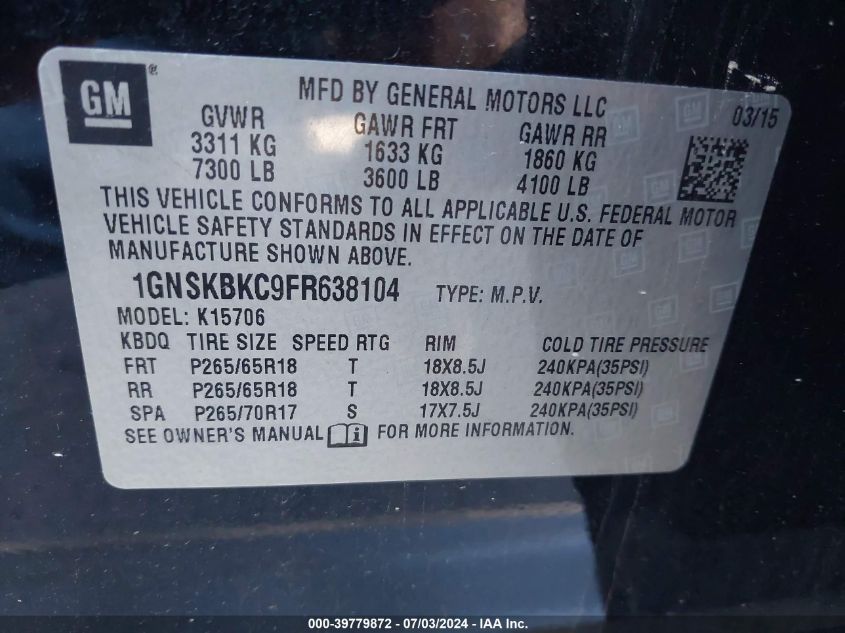 GM ®
MFD BY GENERAL MOTORS LLC
03/15
GVWR GAWR FRT GAWR RR
3311 KG 1633 KG 1860 KG
7300 LB 3600 LB 4100 LB
THIS VEHICLE CONFORMS TO ALL APPLICABLE U.S. FEDERAL MOTOR
VEHICLE SAFETY STANDARDS IN EFFECT ON THE DATE OF
MANUFACTURE SHOWN ABOVE.
1GNSKBKC9FR638104 TYPE: M.P.V.
MODEL: K15706
KBDQ TIRE SIZE SPEED RTG RIM COLD TIRE PRESSURE
FRT P265/65R18 T 18X8.5J 240KPA(35PSI)
RR P265/65R18 T 18X8.5J 240KPA(35PSI)
SPA P265/70R17 S 17X7.5J 240KPA(35PSI)
SEE OWNER'S MANUAL i FOR MORE INFORMATION.
000-39779872 / 07/03/2024 - IAA Inc.